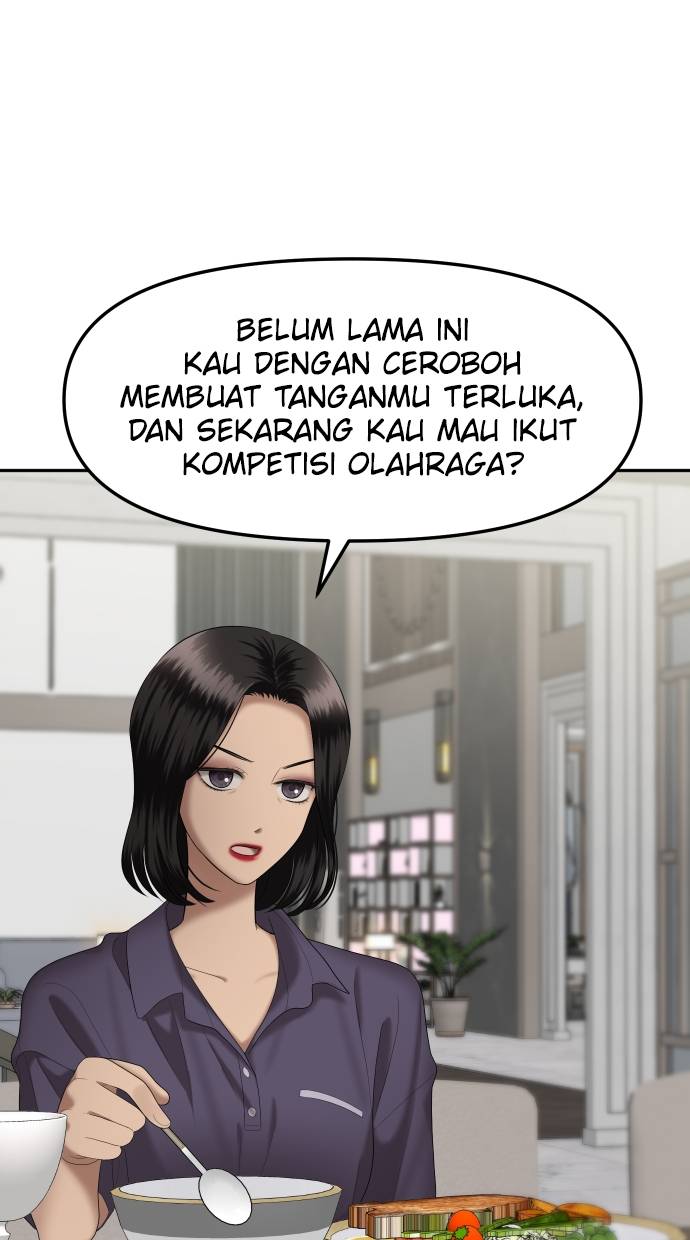 BELUM LAMA INI
KAU DENGAN CEROBOH
MEMBUAT TANGANMU TERLUKA,
DAN SEKARANG KAU MAU IKUT
KOMPETISI OLAHRAGA?